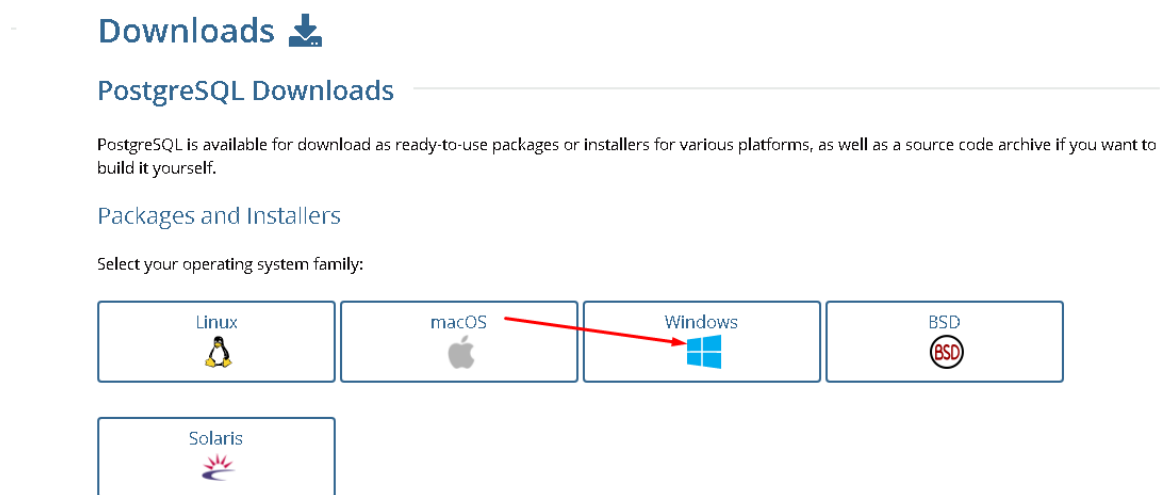 Downloads
PostgreSQL Downloads
PostgreSQL is available for download as ready-to-use packages or installers for various platforms, as well as a source code archive if you want to
build it yourself.
Packages and Installers
Select your operating system family:
Linux
macOS
Windows
BSD
BSD
Solaris